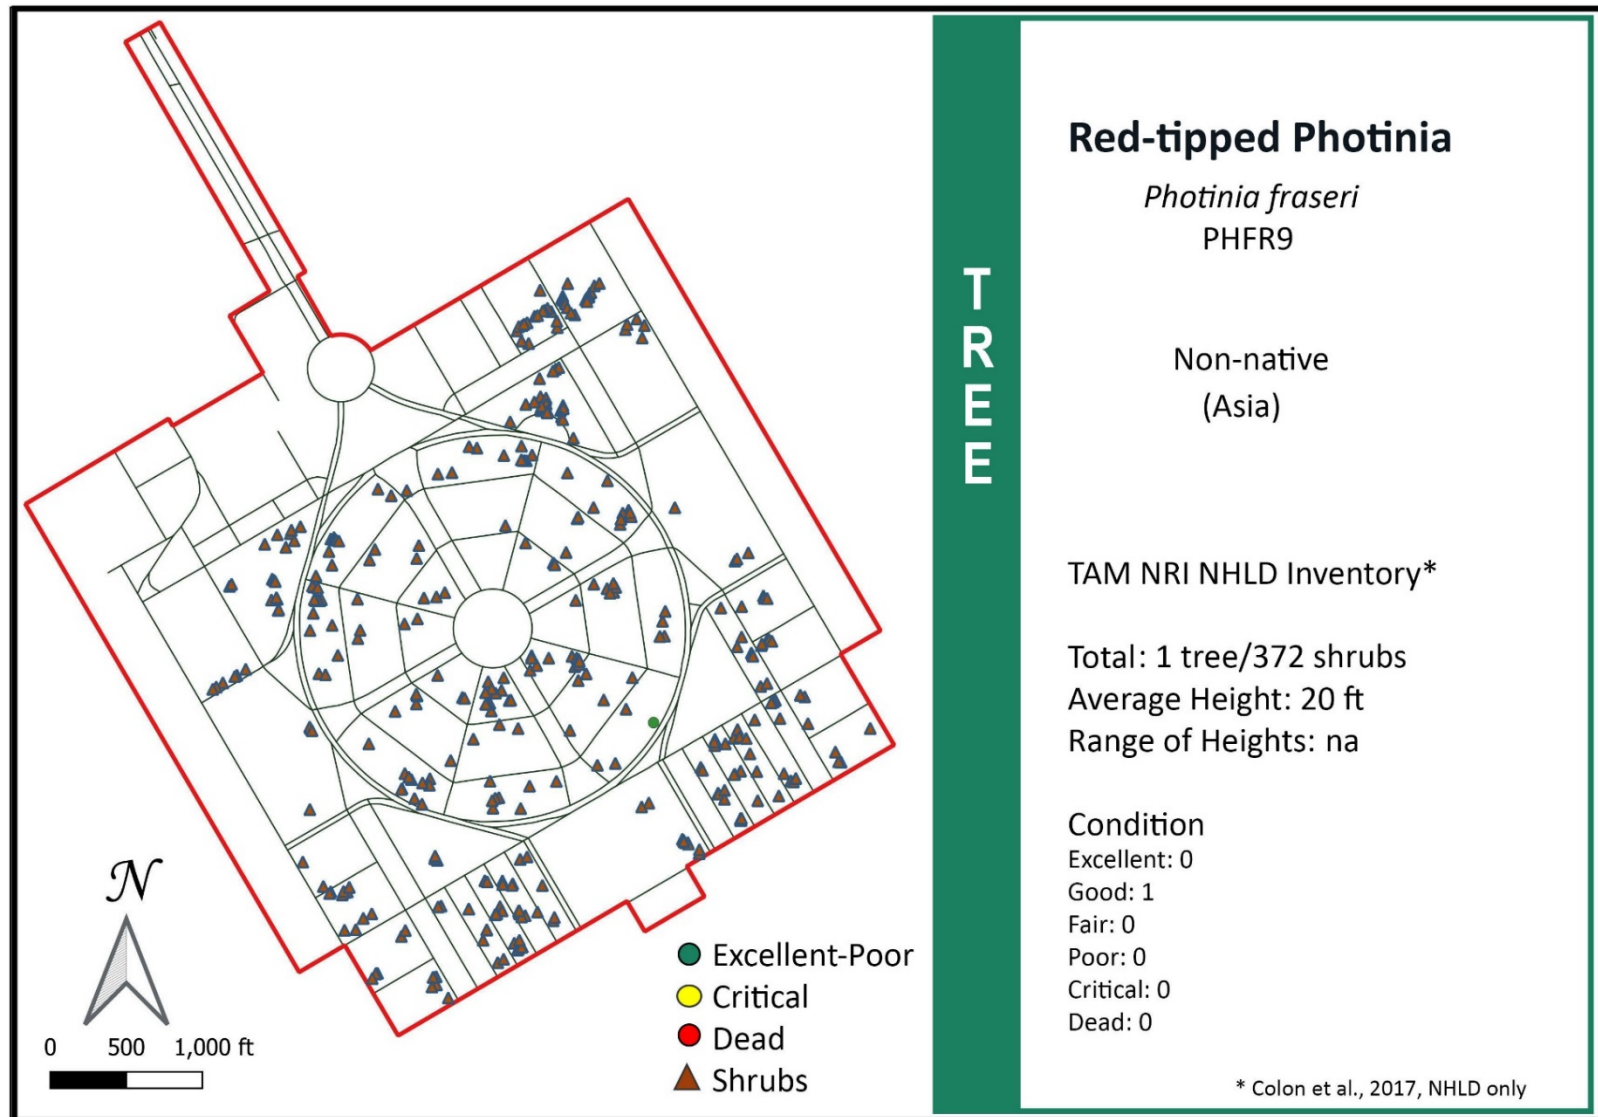 N
0 500 1,000 ft
Excellent-Poor
Critical
Dead
Shrubs
TREE
Red-tipped Photinia
Photinia fraseri
PHFR9
Non-native
(Asia)
TAM NRI NHLD Inventory*
Total: 1 tree/372 shrubs
Average Height: 20 ft
Range of Heights: na
Condition
Excellent: 0
Good: 1
Fair: 0
Poor: 0
Critical: 0
Dead: 0
* Colon et al., 2017, NHLD only